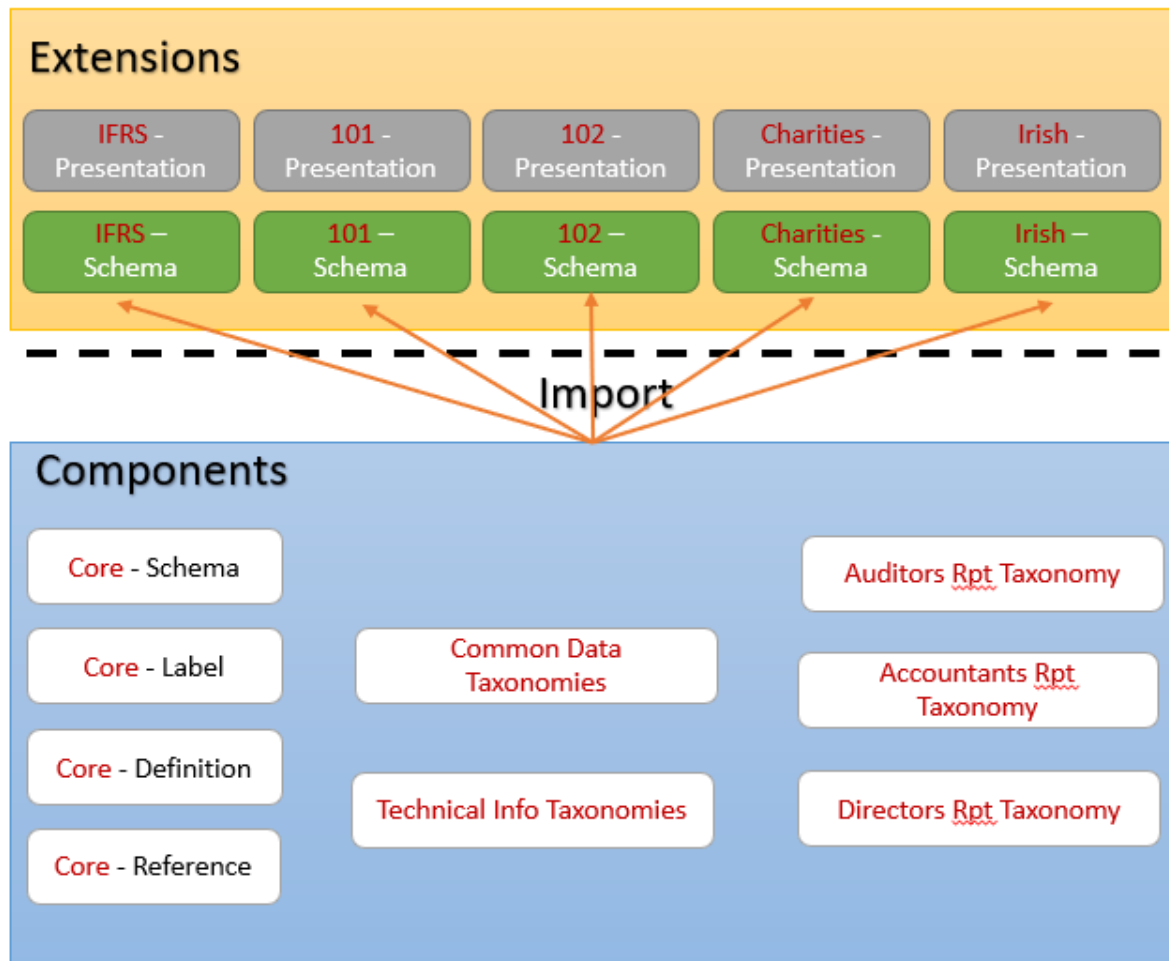 Extensions
IFRS -
Presentation
101 -
Presentation
102 -
Presentation
Charities -
Presentation
Irish -
Presentation
IFRS –
Schema
101 –
Schema
102 –
Schema
Charities -
Schema
Irish –
Schema
Import
Components
Core - Schema
Core - Label
Core - Definition
Core - Reference
Common Data
Taxonomies
Technical Info Taxonomies
Auditors Rpt Taxonomy
Accountants Rpt
Taxonomy
Directors Rpt Taxonomy